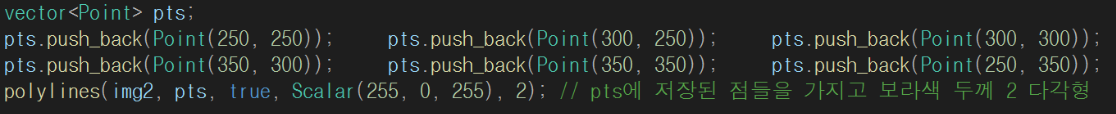 vector<Point> pts;
pts.push_back(Point(250, 250));    pts.push_back(Point(300, 250));    pts.push_back(Point(300, 300));
pts.push_back(Point(350, 300));    pts.push_back(Point(350, 350));    pts.push_back(Point(250, 350));
polylines(img2, pts, true, Scalar(255, 0, 255), 2); // pts에 저장된 점들을 가지고 보라색 두께 2 다각형